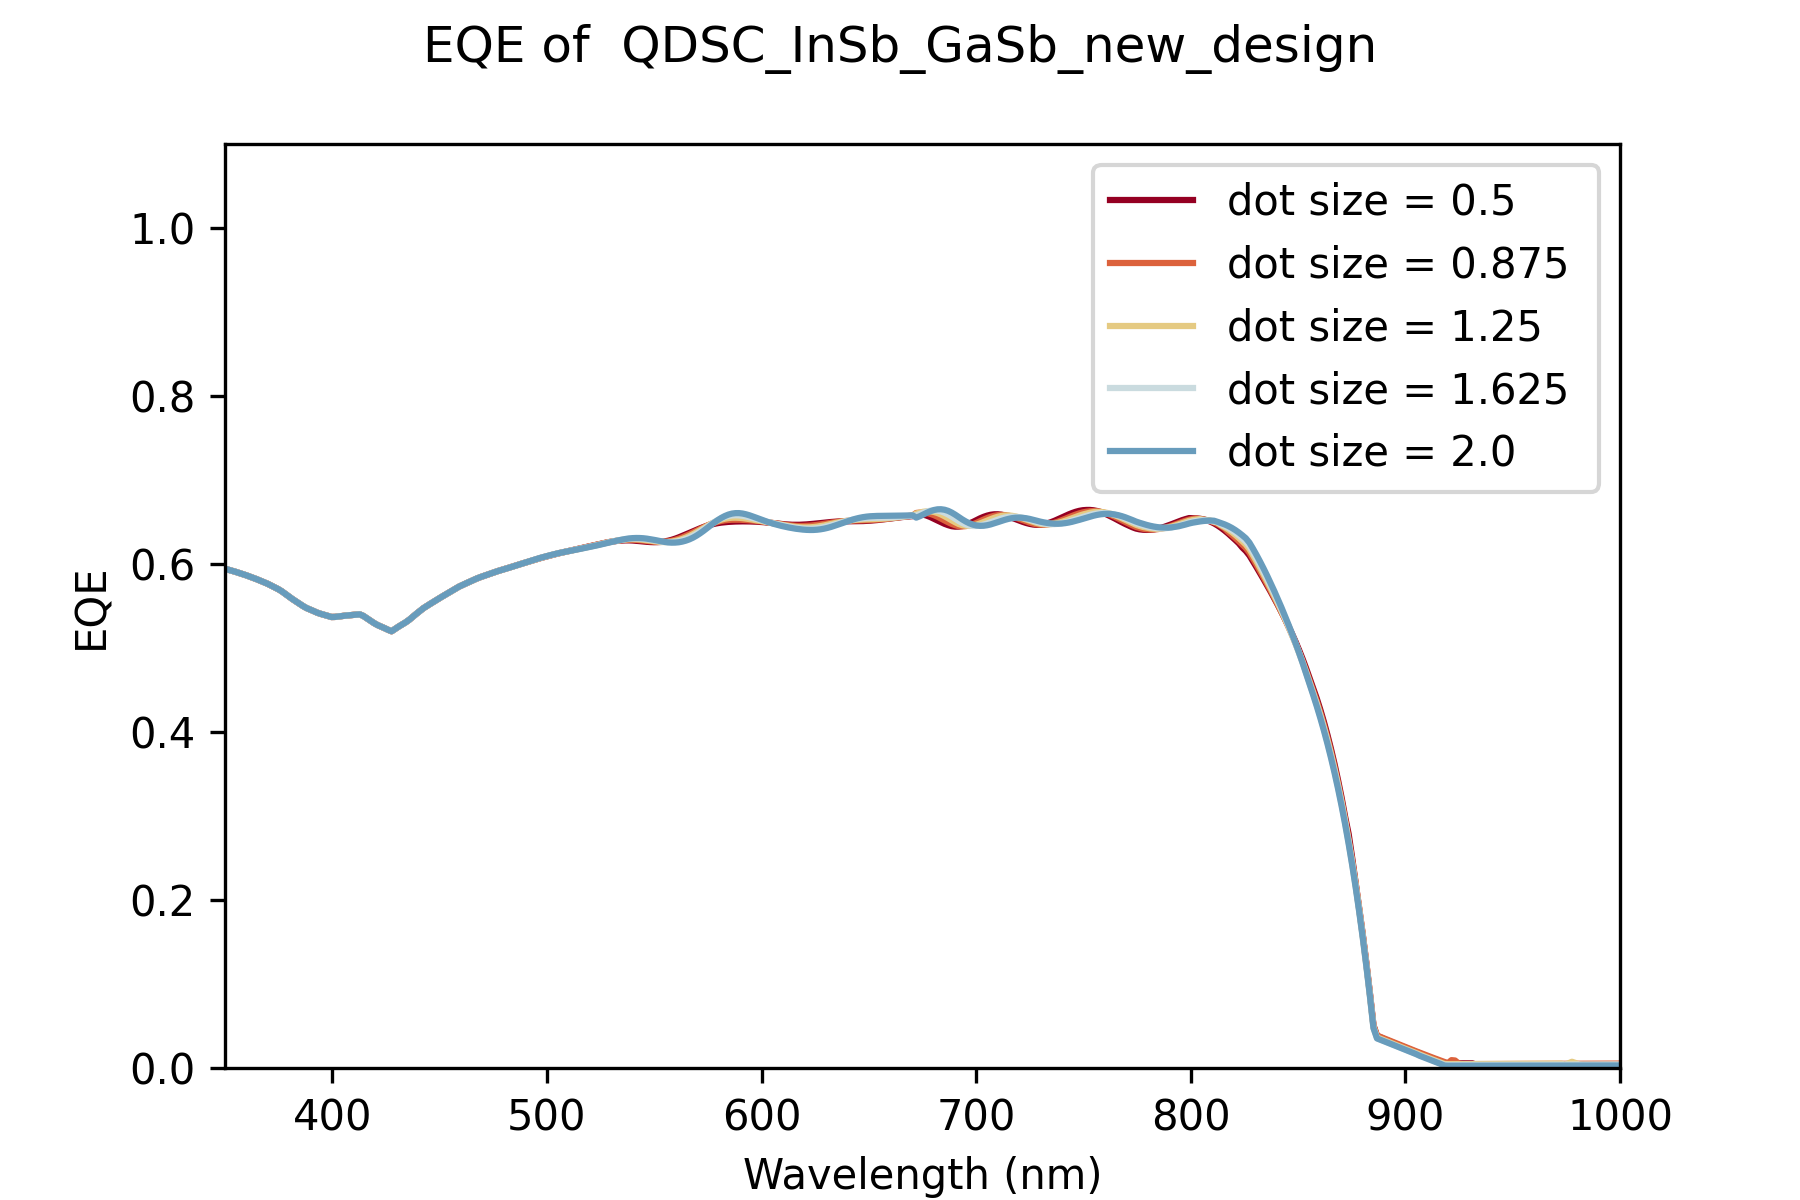 EQE of  QDSC_InSb_GaSb_new_design
dot size = 0.5
dot size = 0.875
dot size = 1.25
dot size = 1.625
dot size = 2.0
1.0
0.8
0.6
0.4
0.2
0.0
EQE
400 500 600 700 800 900 1000
Wavelength (nm)